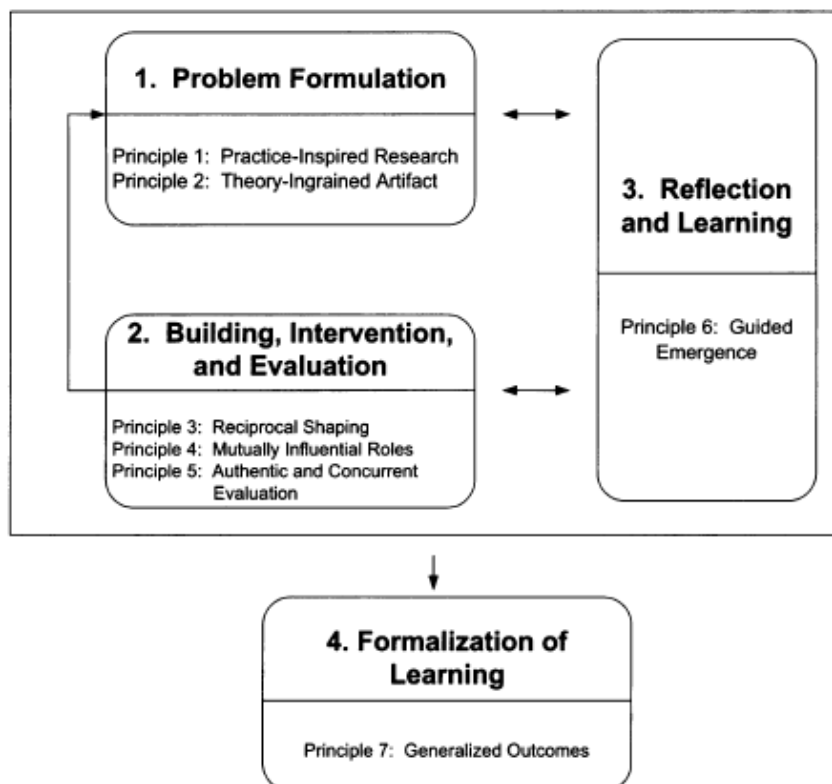 1. Problem Formulation
Principle 1: Practice-Inspired Research
Principle 2: Theory-Ingrained Artifact
2. Building, Intervention,
and Evaluation
Principle 3: Reciprocal Shaping
Principle 4: Mutually Influential Roles
Principle 5: Authentic and Concurrent
Evaluation
3. Reflection
and Learning
Principle 6: Guided
Emergence
4. Formalization of
Learning
Principle 7: Generalized Outcomes